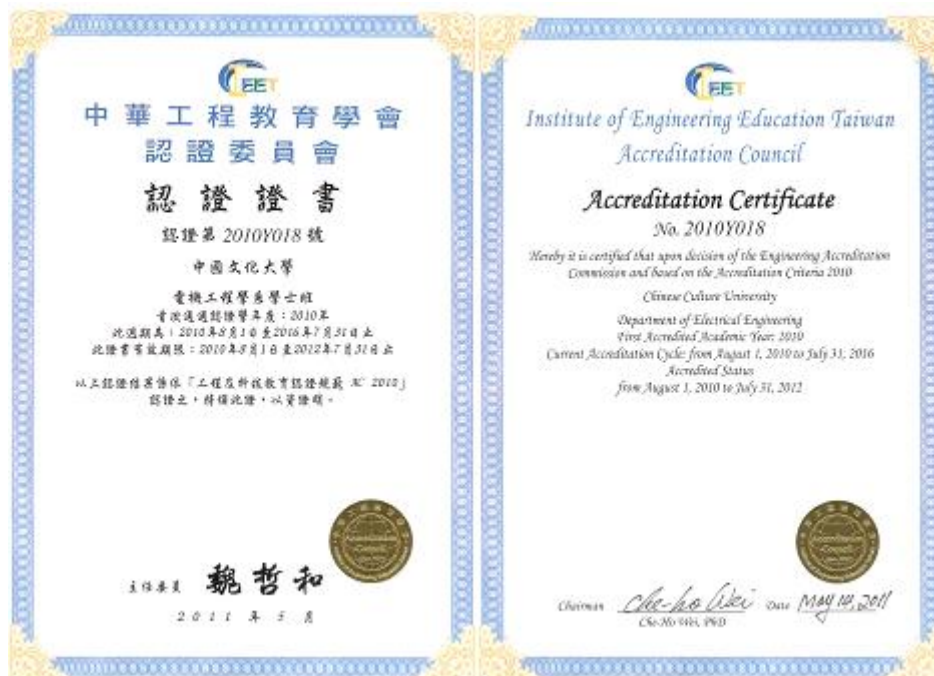 IEET
中華工程教育學會
認證委員會
認證證書
認證第 2010Y018 號
中國文化大學
電機工程學系學士班
首次通過認證學年度:2010年
此週期為:2010年8月1日至2016年7月31日止
此證書有效期限:2010年8月1日至2012年7月31日止
以上認證結果係依「工程及科技教育認證規範 AC 2010」
認證之,特頒此證,以資證明。
主任委員 魏哲和
2011 年 5 月
IEET
Institute of Engineering Education Taiwan
Accreditation Council
Accreditation Certificate
No. 2010Y018
Hereby it is certified that upon decision of the Engineering Accreditation
Commission and based on the Accreditation Criteria 2010
Chinese Culture University
Department of Electrical Engineering
First Accredited Academic Year: 2010
Current Accreditation Cycle: from August 1, 2010 to July 31, 2016
Accredited Status
from August 1, 2010 to July 31, 2012
Accreditation
Council
Chairman Che-ho Wei Date May 14, 2011
Che-Ho Wei, PhD